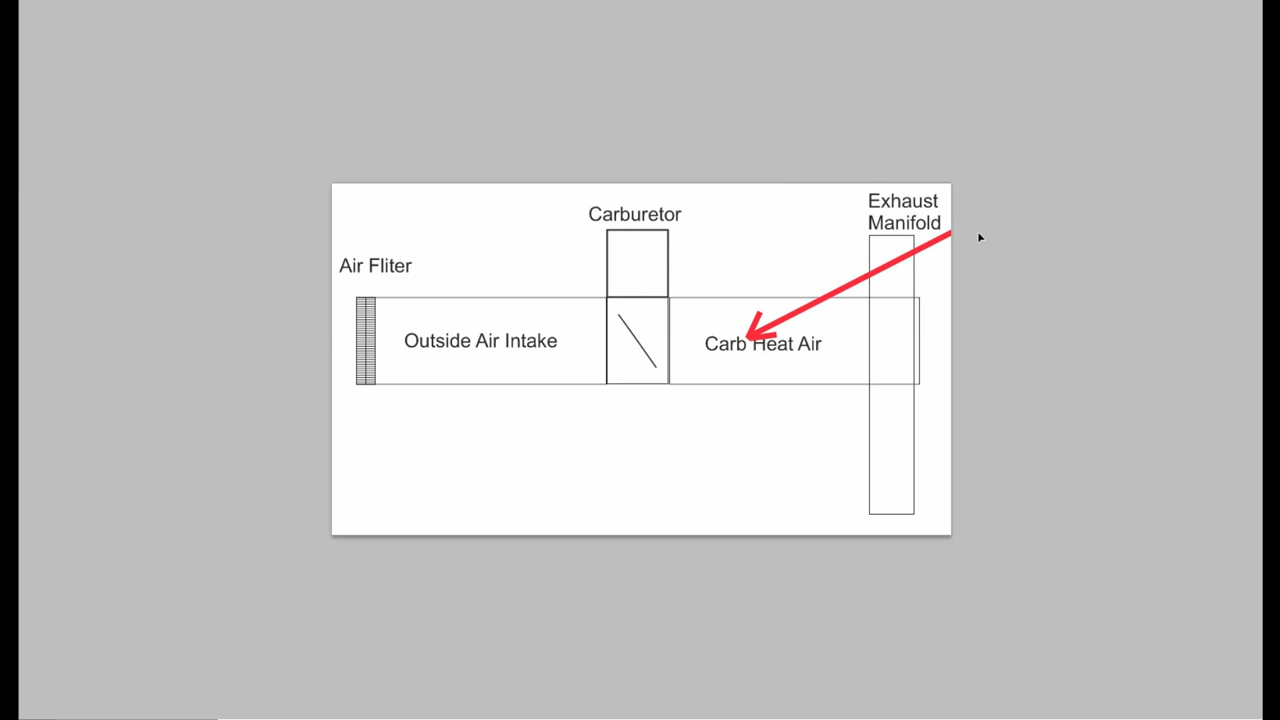 Exhaust
Manifold
Carburetor
Air Fliter
Outside Air Intake
Carb Heat Air